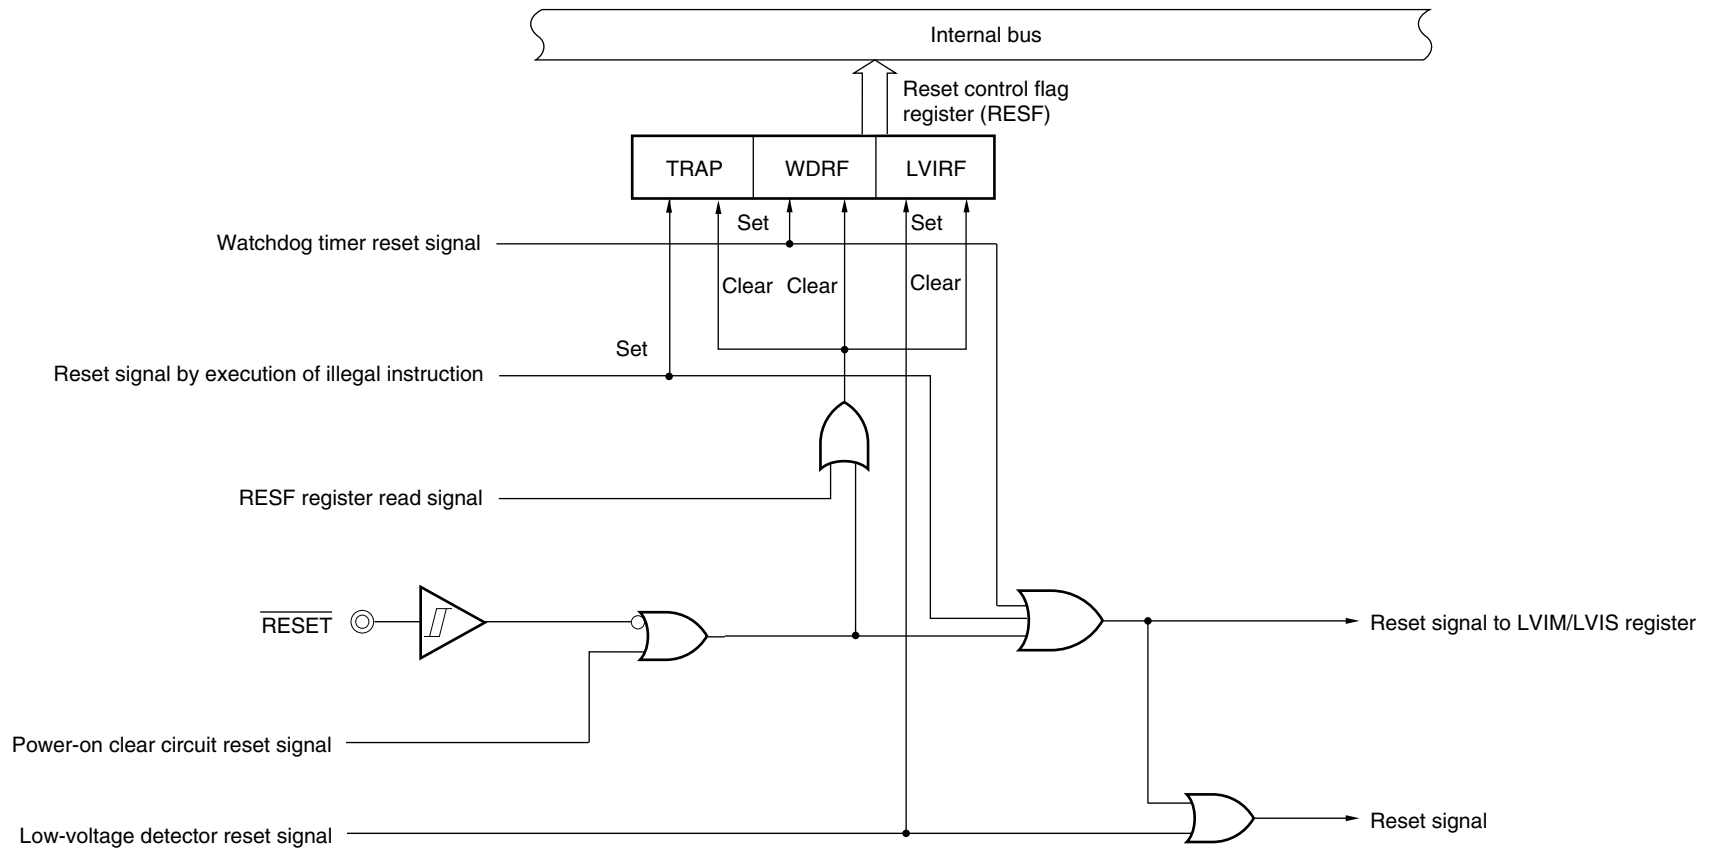 Internal bus
Reset control flag
register (RESF)
TRAP
WDRF
LVIRF
Set
Set
Watchdog timer reset signal
Clear
Clear
Clear
Set
Reset signal by execution of illegal instruction
RESF register read signal
RESET
Reset signal to LVIM/LVIS register
Power-on clear circuit reset signal
Low-voltage detector reset signal
Reset signal